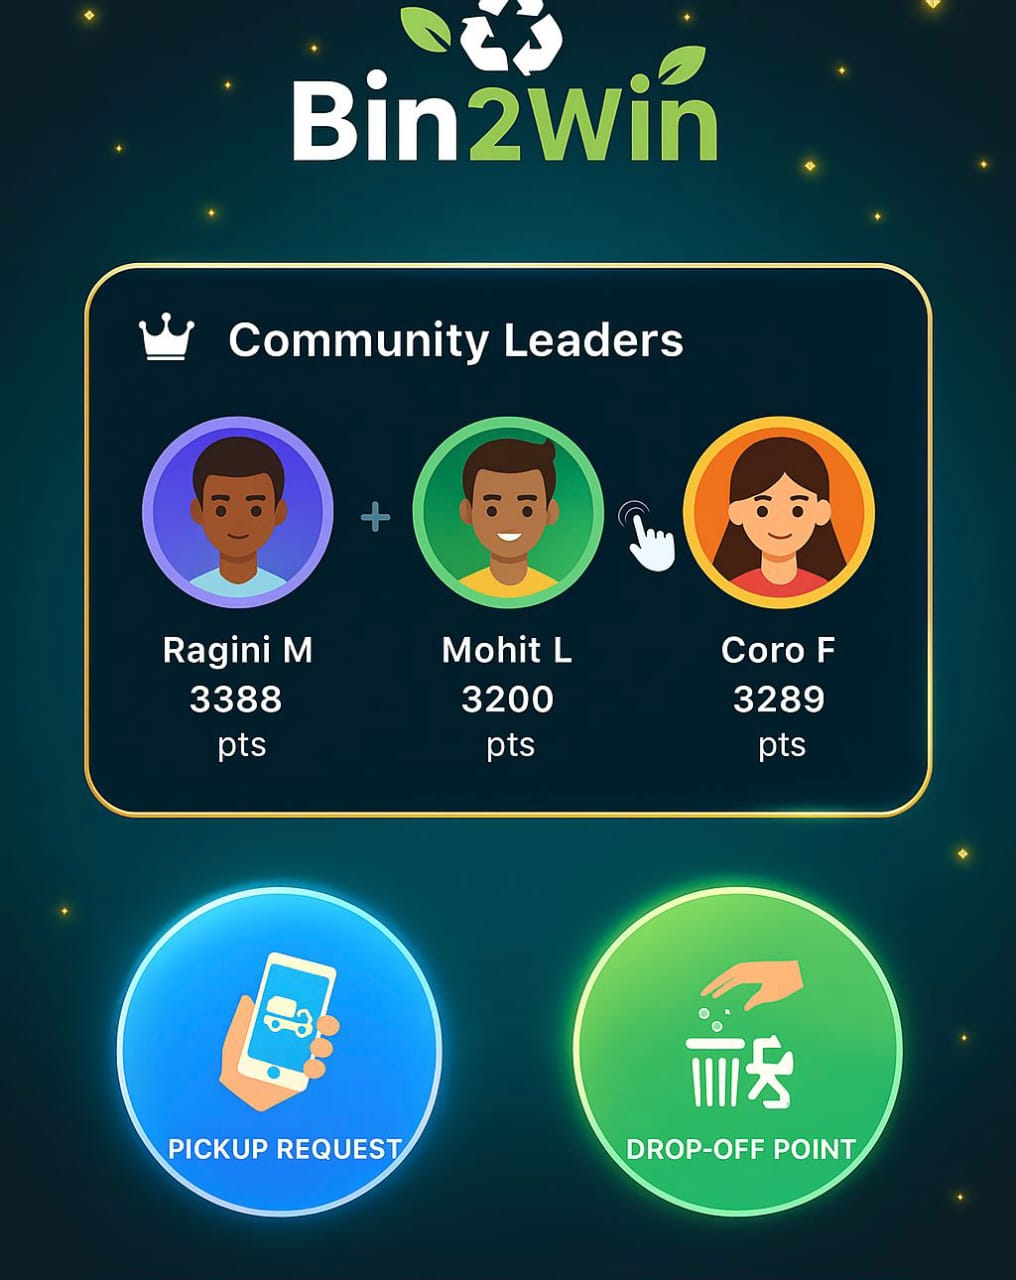 Bin2Win
Community Leaders
Ragini M
3388
pts
Mohit L
3200
pts
Coro F
3289
pts
PICKUP REQUEST
DROP-OFF POINT